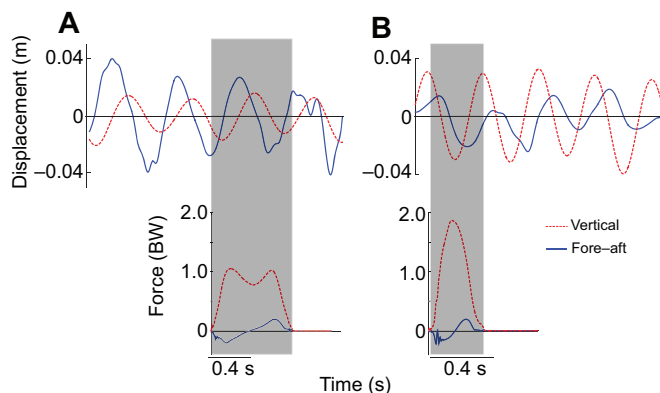 A
B
Displacement (m)
0.04
0
–0.04
0.04
0
–0.04
Force (BW)
2.0
1.0
0
2.0
1.0
0
Vertical
Fore–aft
0.4 s
0.4 s
Time (s)